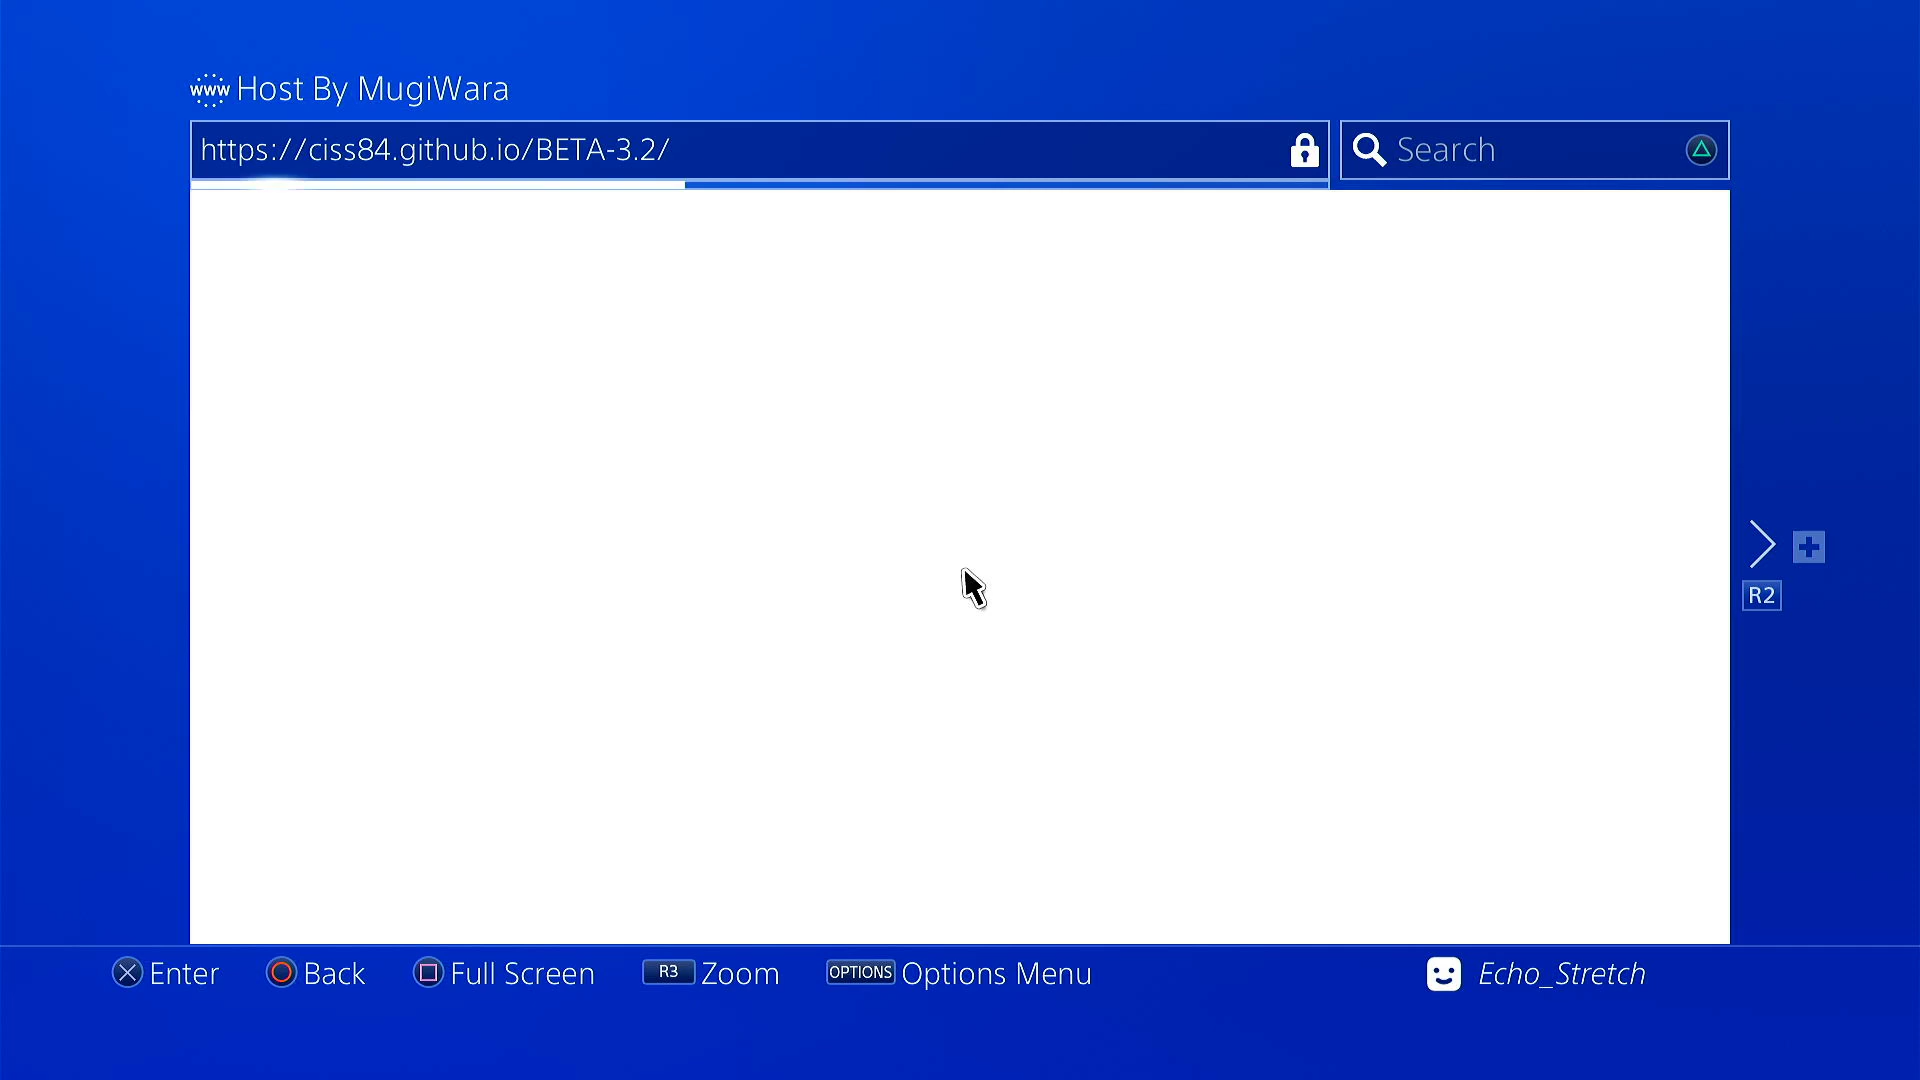 www Host By MugiWara
https://ciss84.github.io/BETA-3.2/
Search
R2
Enter Back Full Screen R3 Zoom OPTIONS Options Menu Echo_Stretch